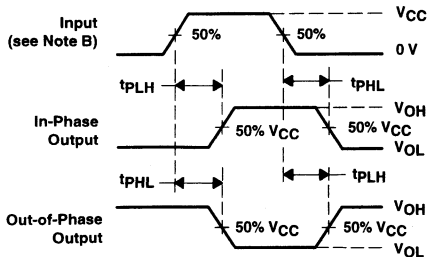 Input
(see Note B)
50%
50%
VCC
0 V
tPLH
tPHL
In-Phase
Output
50% VCC
50% VCC
VOH
VOL
tPHL
tPLH
Out-of-Phase
Output
50% VCC
50% VCC
VOH
VOL